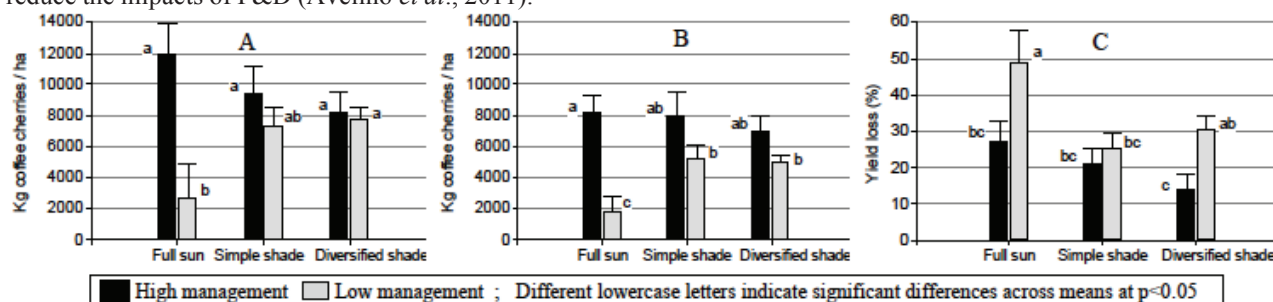 reduce the impacts of P&D (Avelino et al., 2011).
14000
12000
10000
8000
6000
4000
2000
0
Kg coffee cherries / ha
A
a
b
a
ab
a
a
Full sun Simple shade Diversified shade
14000
12000
10000
8000
6000
4000
2000
0
Kg coffee cherries / ha
B
a
c
ab
b
ab
b
Full sun Simple shade Diversified shade
60
50
40
30
20
10
0
Yield loss (%)
C
bc
a
bc
bc
c
ab
Full sun Simple shade Diversified shade
High management Low management ; Different lowercase letters indicate significant differences across means at p<0.05